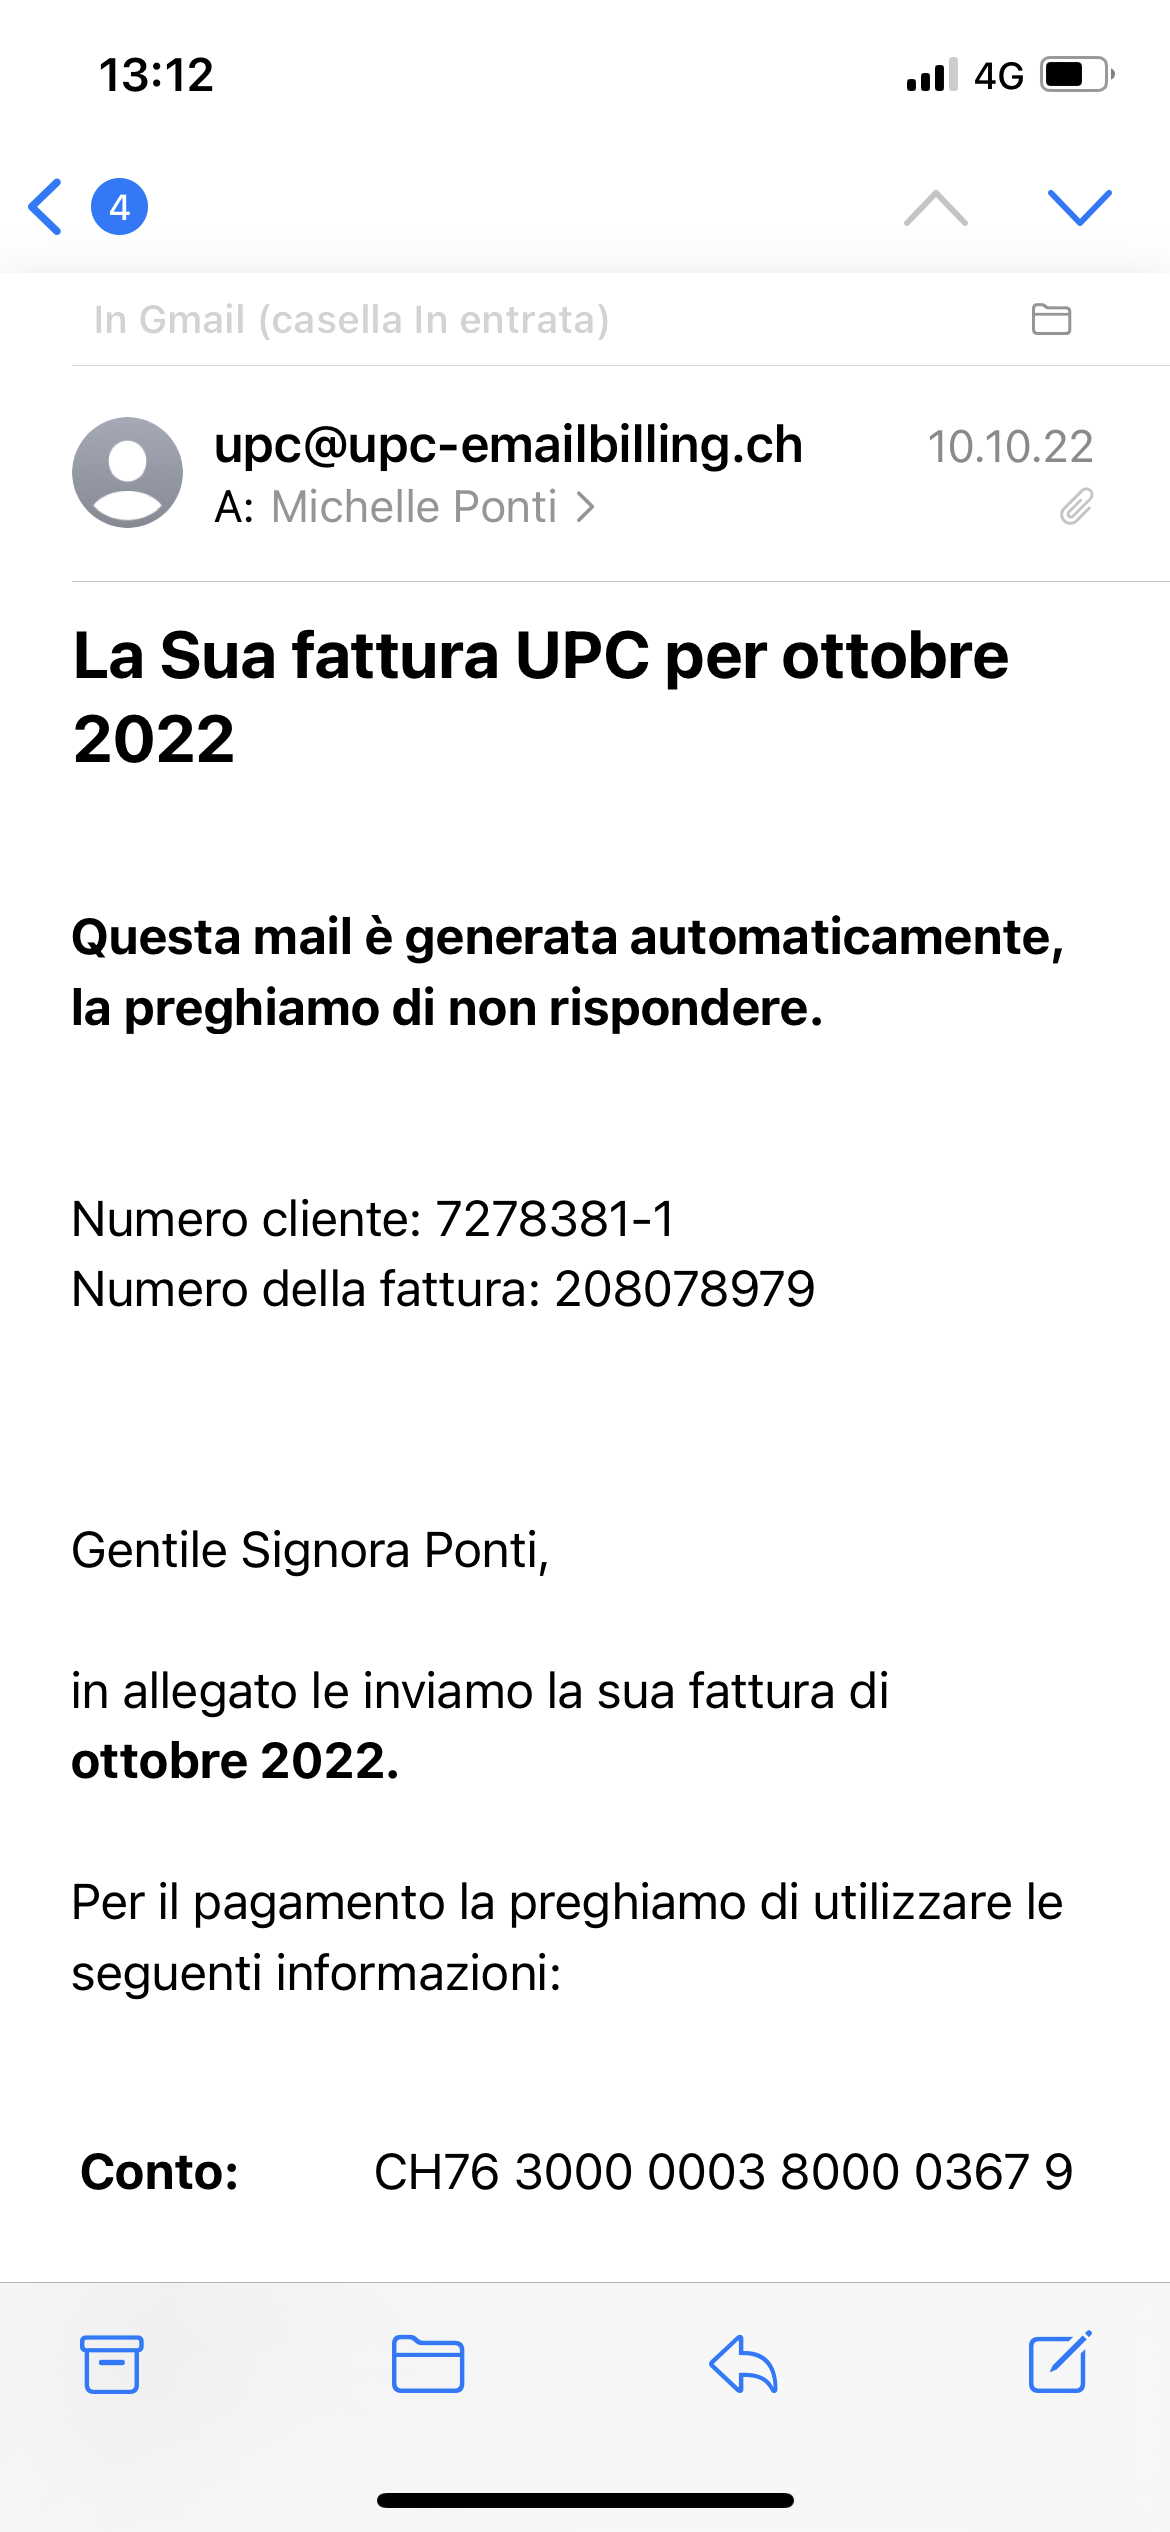 13:12
4G
4
In Gmail (casella In entrata)
upc@upc-emailbilling.ch
10.10.22
A: Michelle Ponti
La Sua fattura UPC per ottobre
2022
Questa mail è generata automaticamente,
la preghiamo di non rispondere.
Numero cliente: 7278381-1
Numero della fattura: 208078979
Gentile Signora Ponti,
in allegato le inviamo la sua fattura di
ottobre 2022.
Per il pagamento la preghiamo di utilizzare le
seguenti informazioni:
Conto: CH76 3000 0003 8000 0367 9